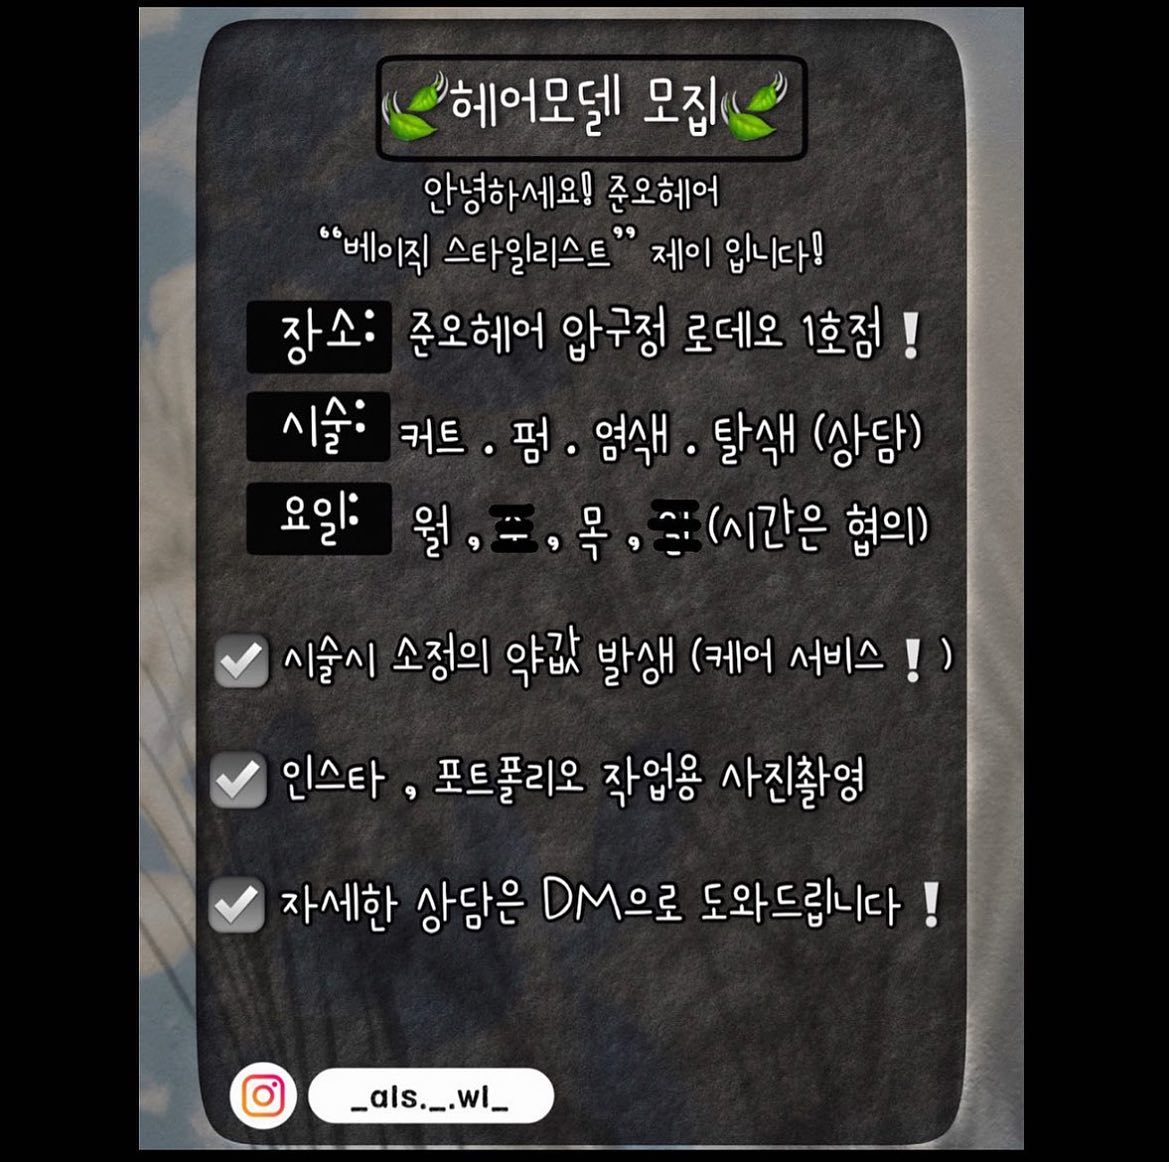 🌿헤어모델 모집🌿
안녕하세요! 준오헤어
“베이직 스타일리스트” 제이 입니다!
장소: 준오헤어 압구정 로데오 1호점❕
시술: 커트 . 펌 . 염색 . 탈색 (상담)
요일: 월 , , 목 , (시간은 협의)
시술시 소정의 약값 발생 (케어 서비스❕)
인스타 , 포트폴리오 작업용 사진촬영
자세한 상담은 DM으로 도와드립니다❕
_als._.wl_